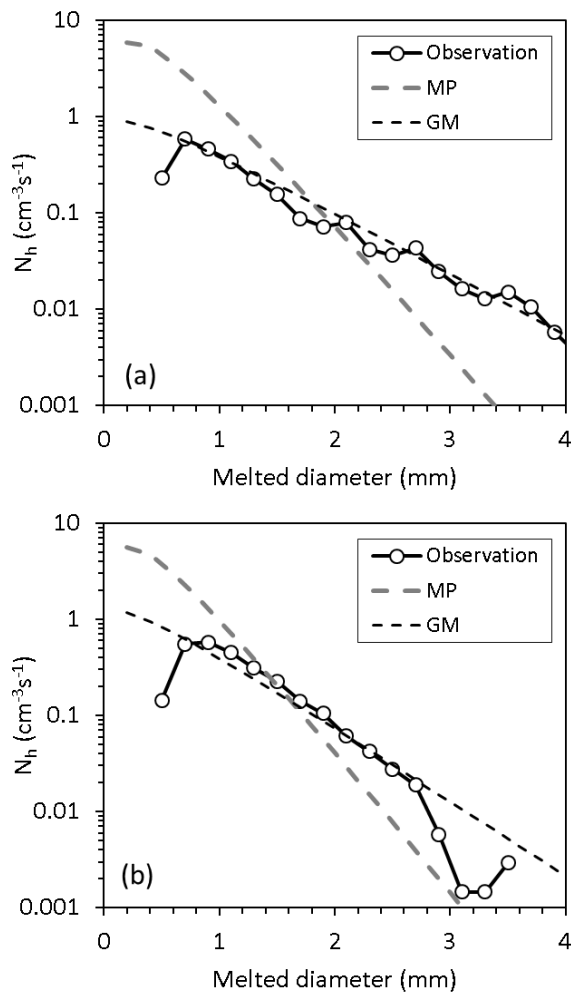 10
1
0.1
0.01
0.001
N_h (cm⁻³s⁻¹)
Observation
MP
GM
(a)
0 1 2 3 4
Melted diameter (mm)
10
1
0.1
0.01
0.001
N_h (cm⁻³s⁻¹)
Observation
MP
GM
(b)
0 1 2 3 4
Melted diameter (mm)